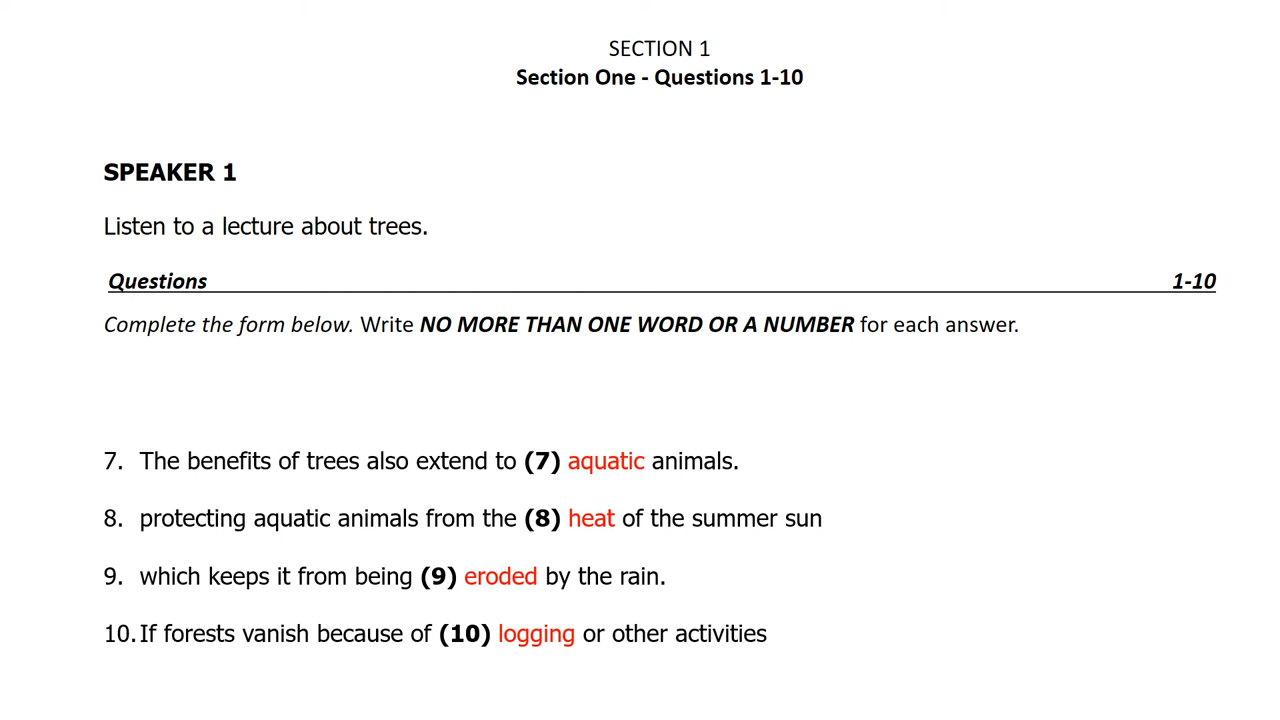 SECTION 1
Section One - Questions 1-10
SPEAKER 1
Listen to a lecture about trees.
Questions 1-10
Complete the form below. Write NO MORE THAN ONE WORD OR A NUMBER for each answer.
7. The benefits of trees also extend to (7) aquatic animals.
8. protecting aquatic animals from the (8) heat of the summer sun
9. which keeps it from being (9) eroded by the rain.
10. If forests vanish because of (10) logging or other activities